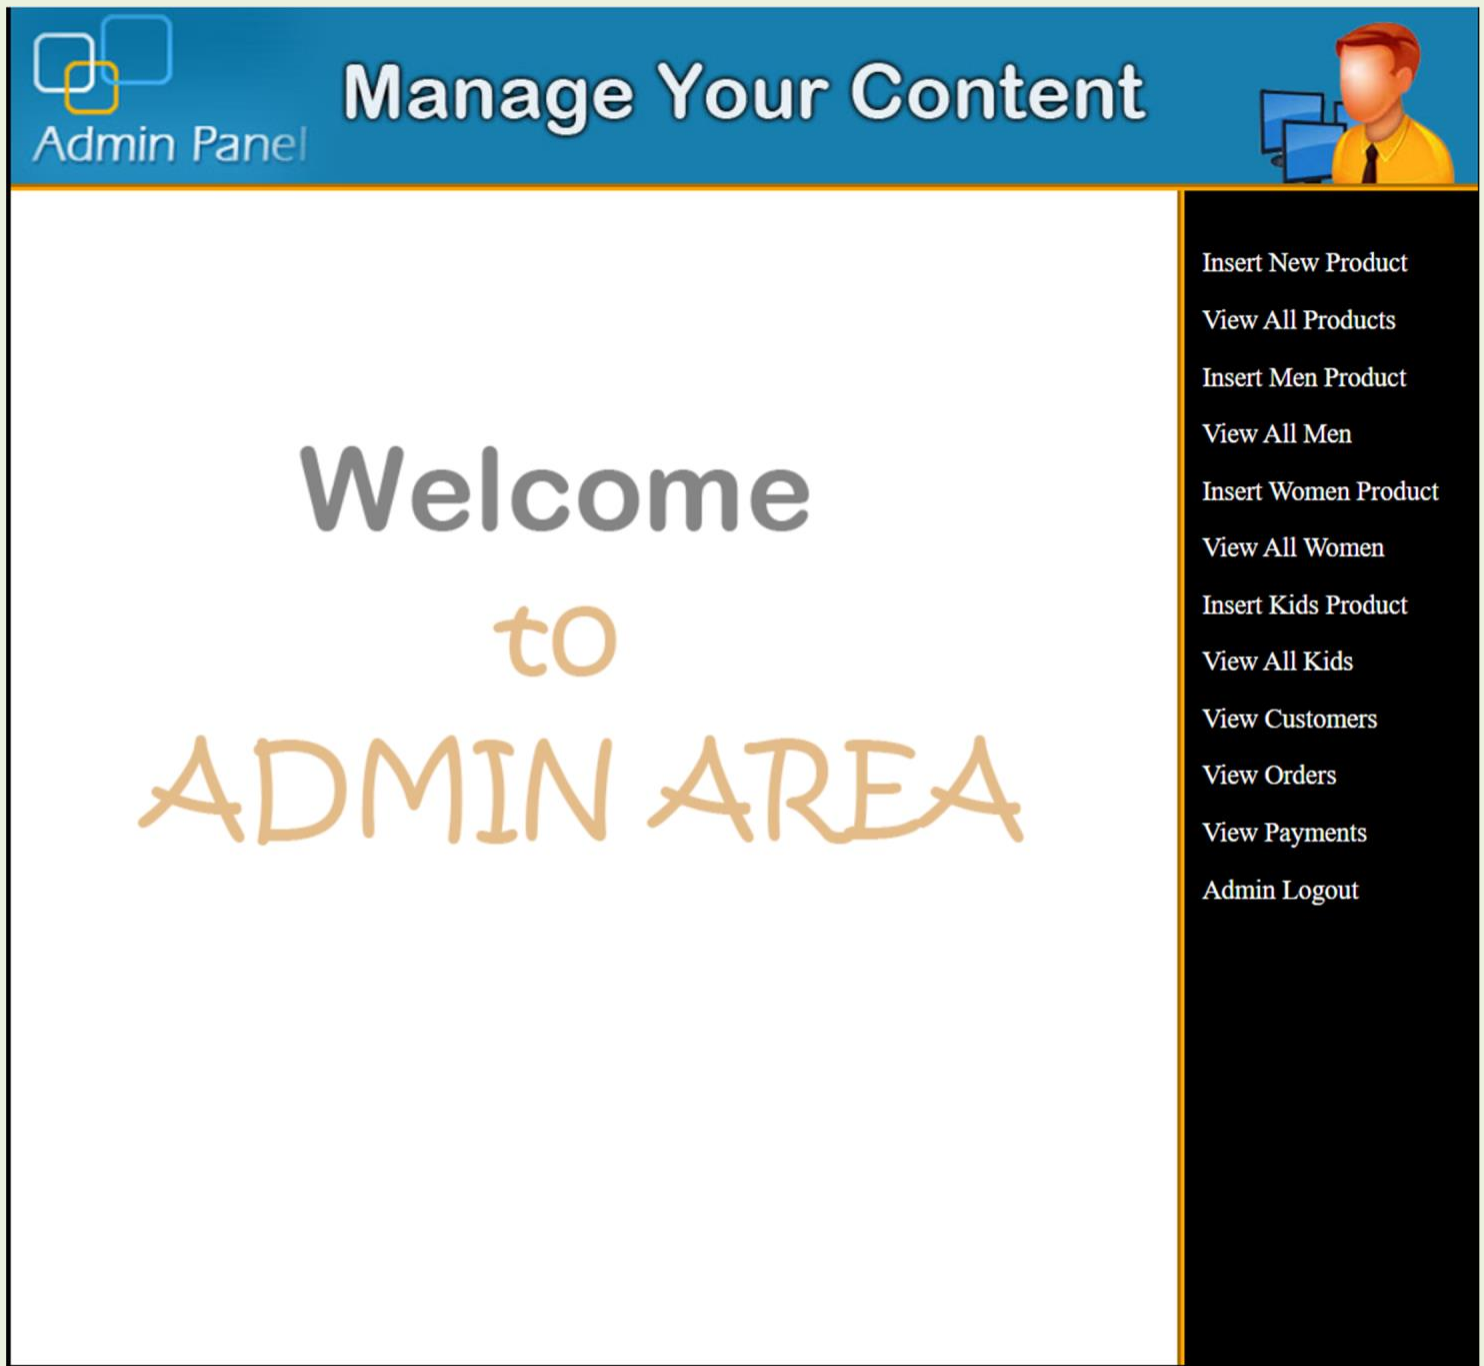 Admin Panel
Manage Your Content
Welcome
to
ADMIN AREA
Insert New Product
View All Products
Insert Men Product
View All Men
Insert Women Product
View All Women
Insert Kids Product
View All Kids
View Customers
View Orders
View Payments
Admin Logout